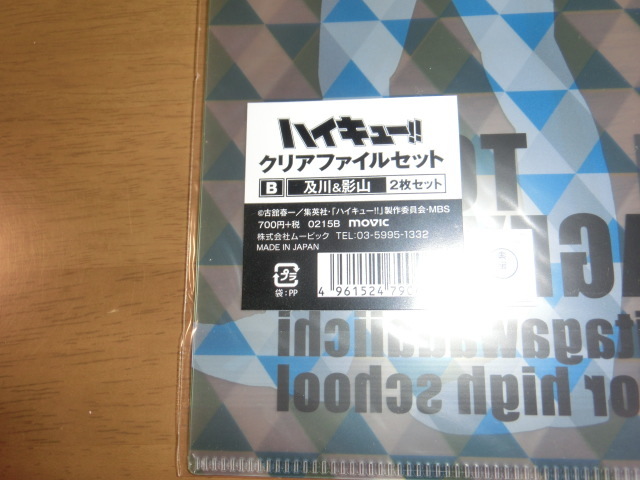 ハイキュー!!
クリアファイルセット
B 及川&影山 2枚セット
©古舘春一/集英社・「ハイキュー!!」製作委員会・MBS
700円+税 0215B movic
株式会社ムービック TEL:03-5995-1332
MADE IN JAPAN
プラ
袋:PP
4 961524 790
itagawadaiichi
or high school